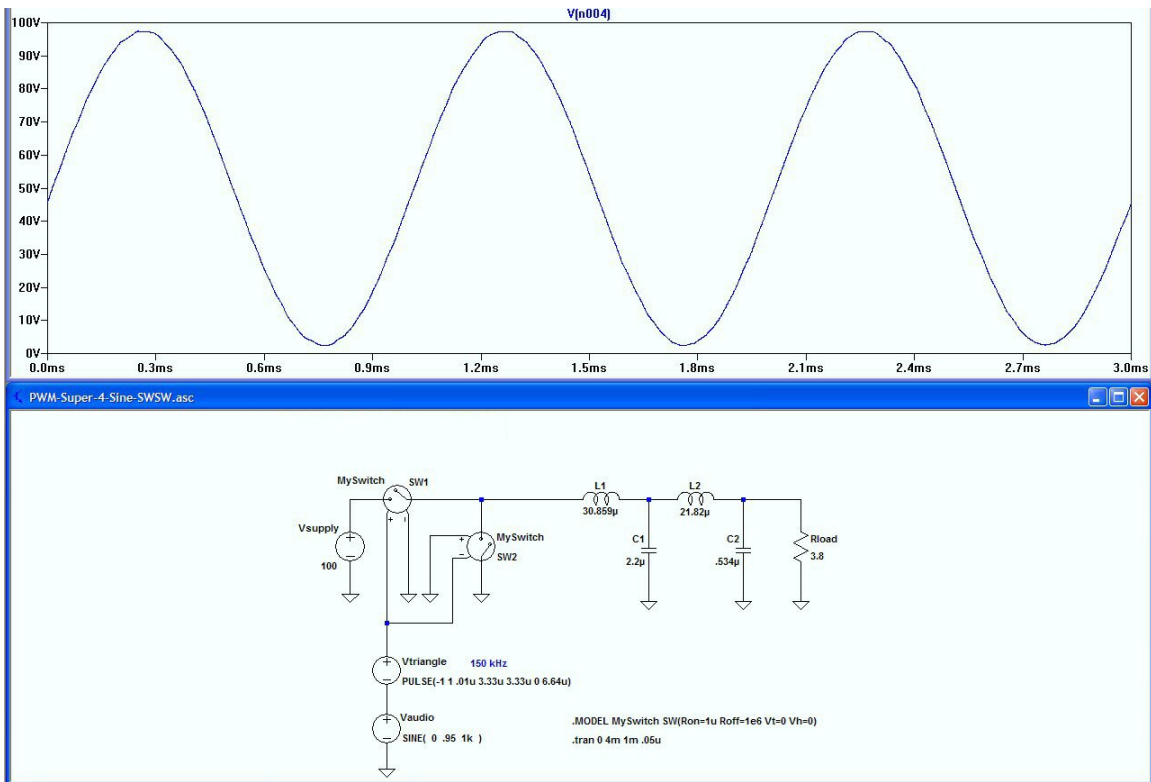 V(n004)
100V
90V
80V
70V
60V
50V
40V
30V
20V
10V
0V
0.0ms 0.3ms 0.6ms 0.9ms 1.2ms 1.5ms 1.8ms 2.1ms 2.4ms 2.7ms 3.0ms
PWM-Super-4-Sine-SWSW.asc
MySwitch SW1
L1 L2
30.859µ 21.82µ
Vsupply
100
MySwitch
SW2
C1
2.2µ
C2
.534µ
Rload
3.8
Vtriangle 150 kHz
PULSE(-1 1 .01u 3.33u 3.33u 0 6.64u)
Vaudio
SINE( 0 .95 1k )
.MODEL MySwitch SW(Ron=1u Roff=1e6 Vt=0 Vh=0)
.tran 0 4m 1m .05u